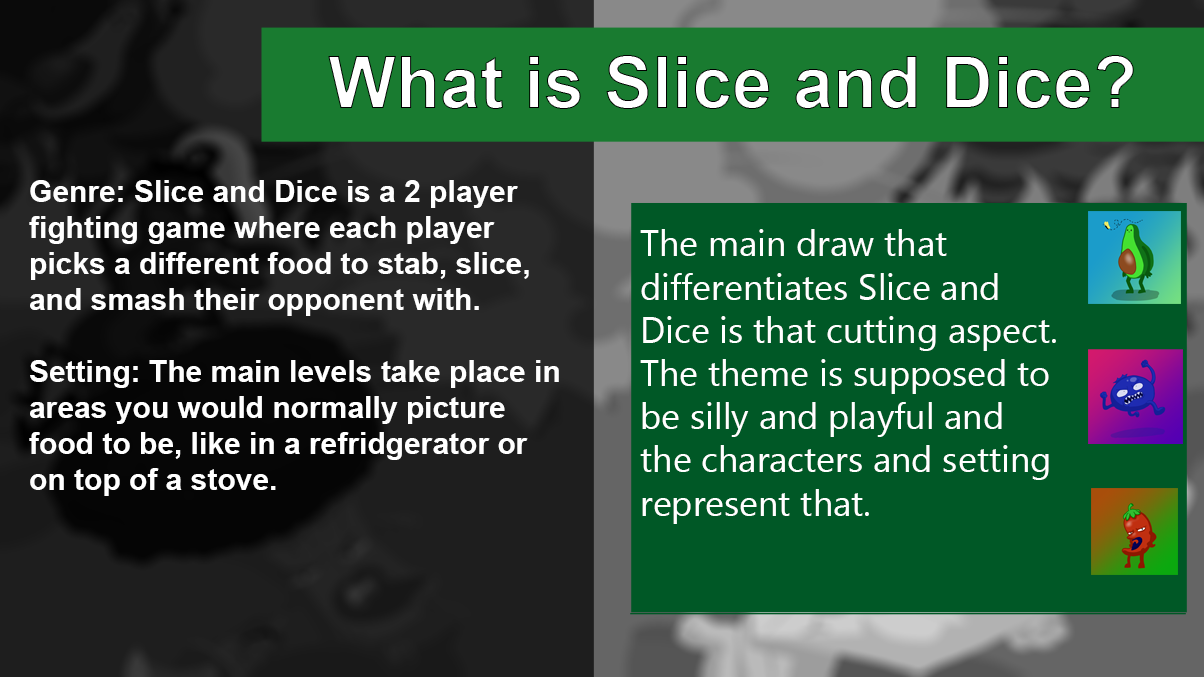 What is Slice and Dice?
Genre: Slice and Dice is a 2 player
fighting game where each player
picks a different food to stab, slice,
and smash their opponent with.
Setting: The main levels take place in
areas you would normally picture
food to be, like in a refridgerator or
on top of a stove.
The main draw that
differentiates Slice and
Dice is that cutting aspect.
The theme is supposed to
be silly and playful and
the characters and setting
represent that.